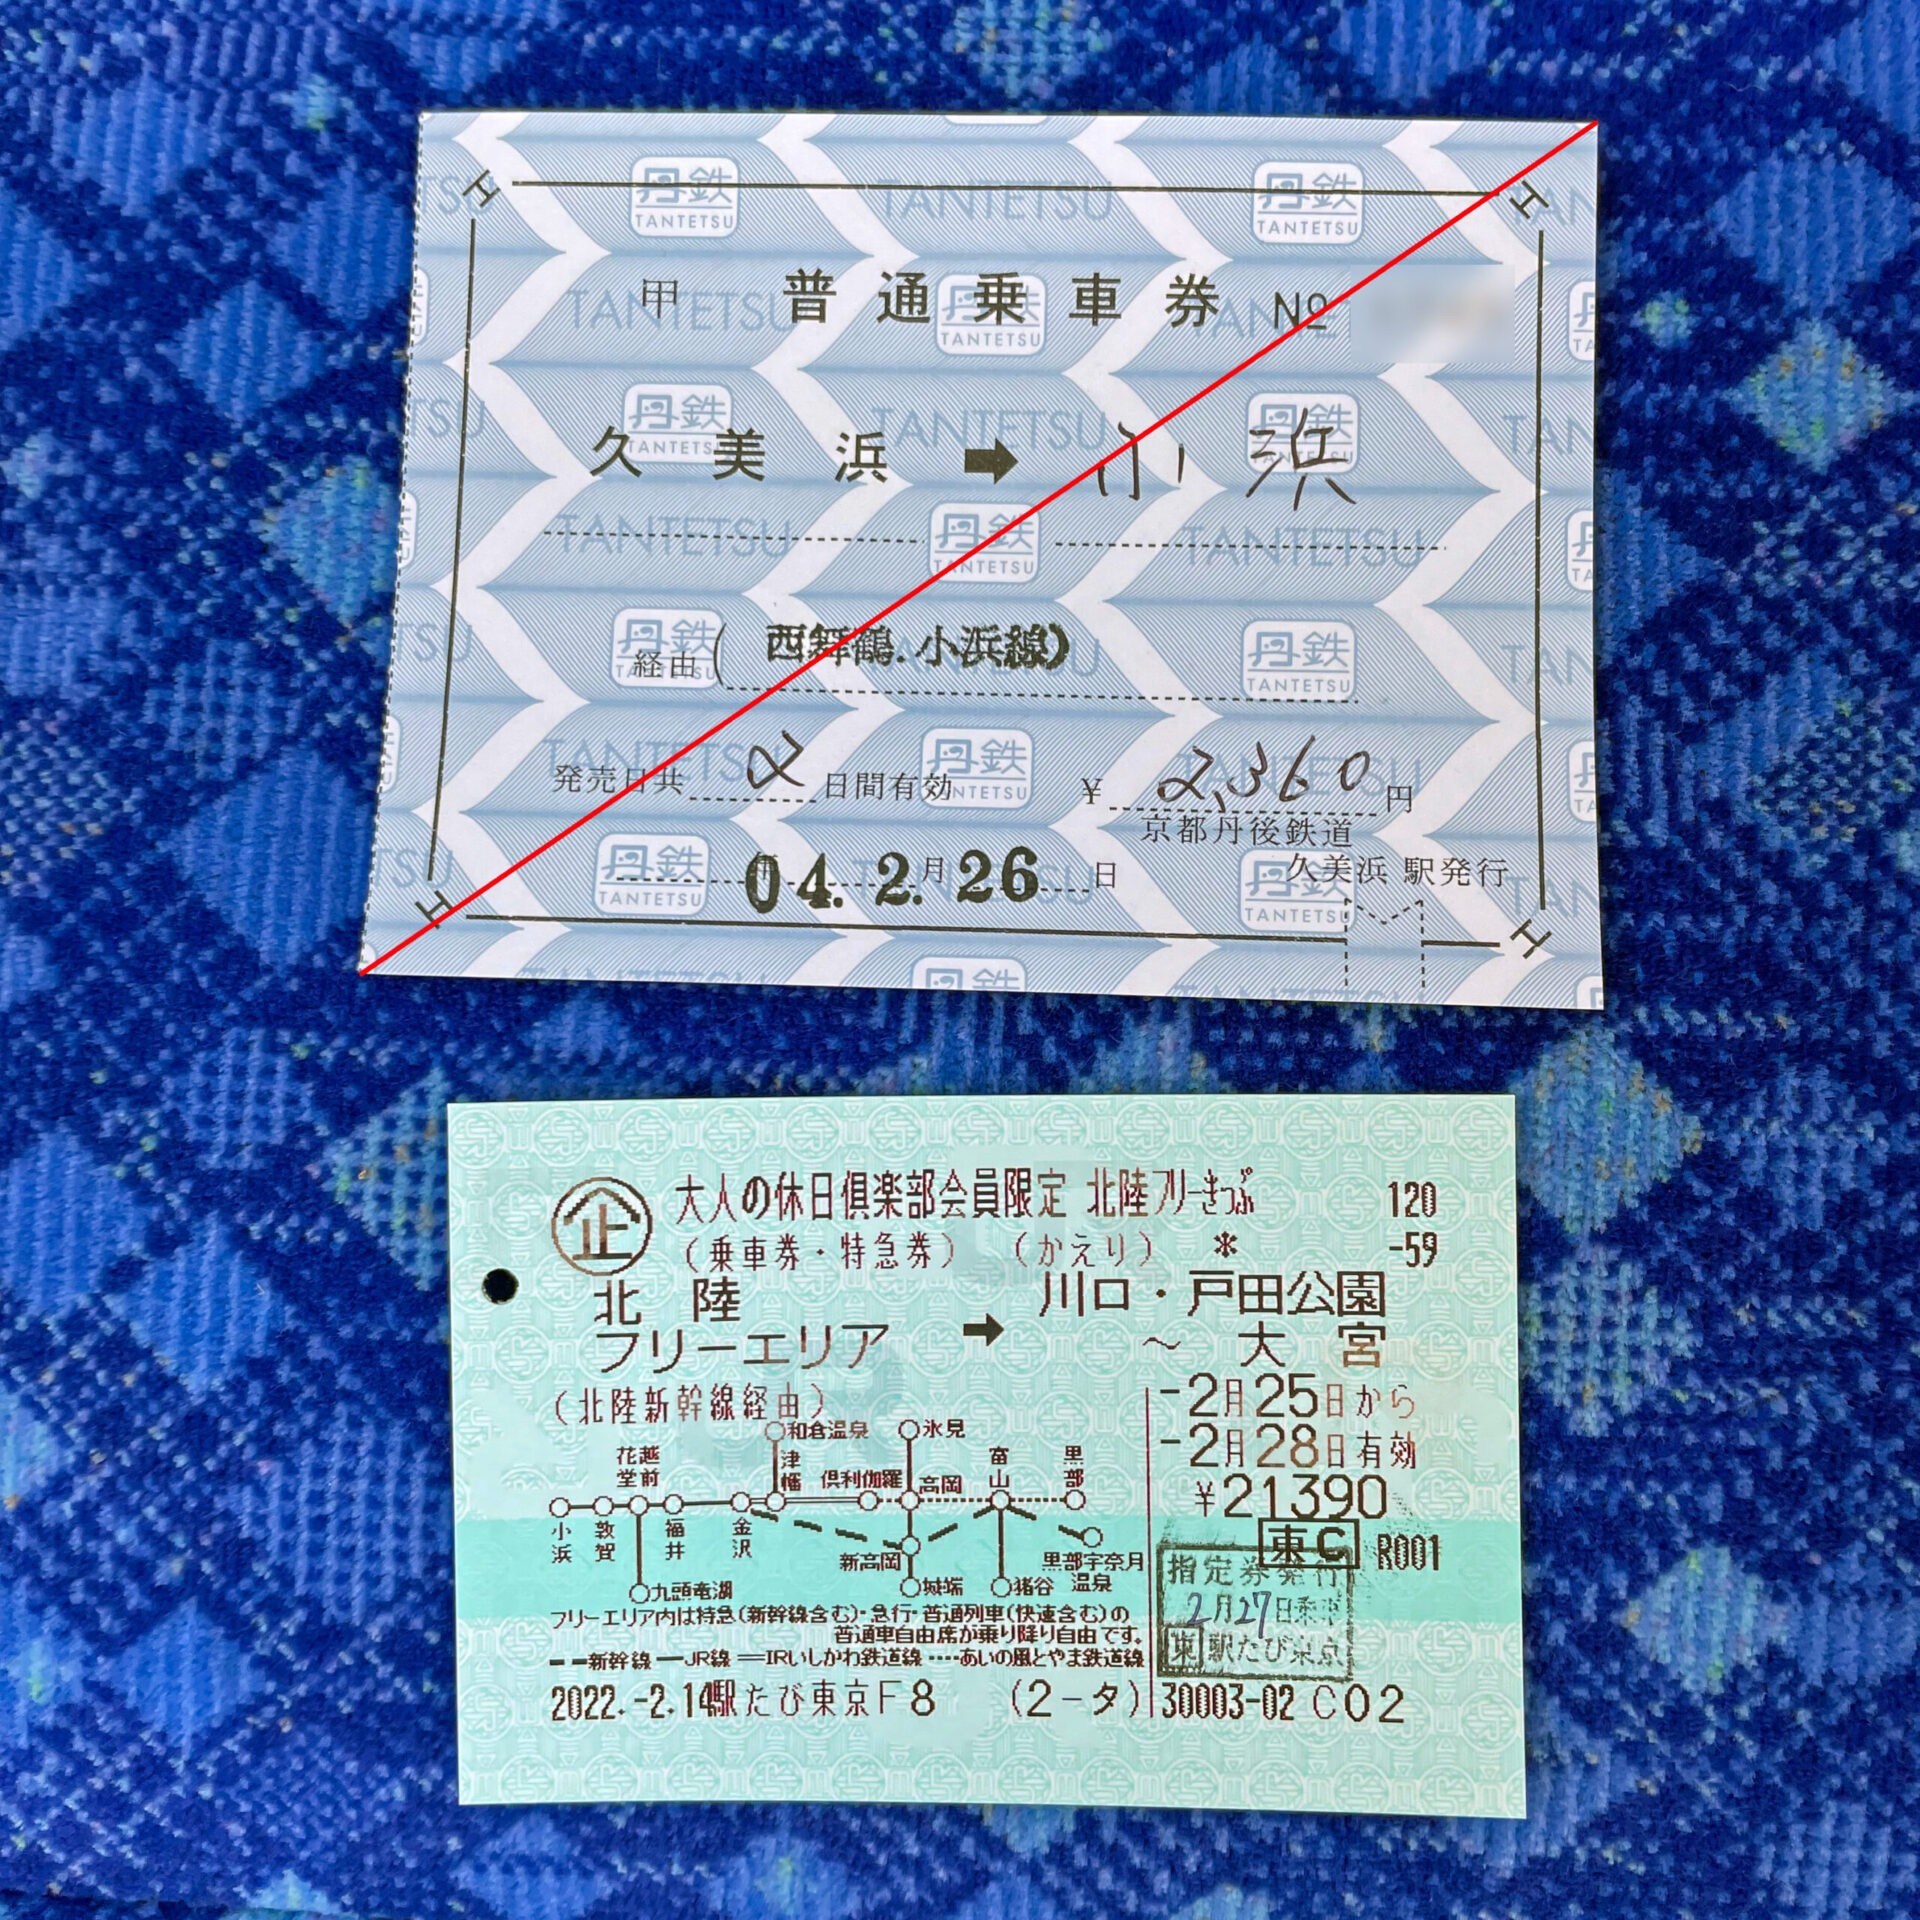 甲 普通乗車券 №
久美浜 ➡ 小浜
経由( 西舞鶴.小浜線)
発売日共 2 日間有効 ¥ 2,360 円
京都丹後鉄道
04.年 2.月 26 日 久美浜 駅発行
丹鉄
TANTETSU
企 大人の休日倶楽部会員限定 北陸フリーきっぷ 120
(乗車券・特急券) (かえり) * -59
北陸 ➡ 川口・戸田公園
フリーエリア ~ 大宮
(北陸新幹線経由) -2月25日から
-2月28日有効
¥21390
東C R001
和倉温泉 氷見
花堂 越前 津幡 倶利伽羅 高岡 富山 黒部
小浜 敦賀 福井 金沢 新高岡 黒部宇奈月温泉
九頭竜湖 城端 猪谷
指定券発行
2月27日乗車
東 駅たび東京
フリーエリア内は特急(新幹線含む)・急行・普通列車(快速含む)の
普通車自由席が乗り降り自由です。
新幹線 JR線 IRいしかわ鉄道線 あいの風とやま鉄道線
2022.-2.14駅たび東京F8 (2-タ) 30003-02 C02